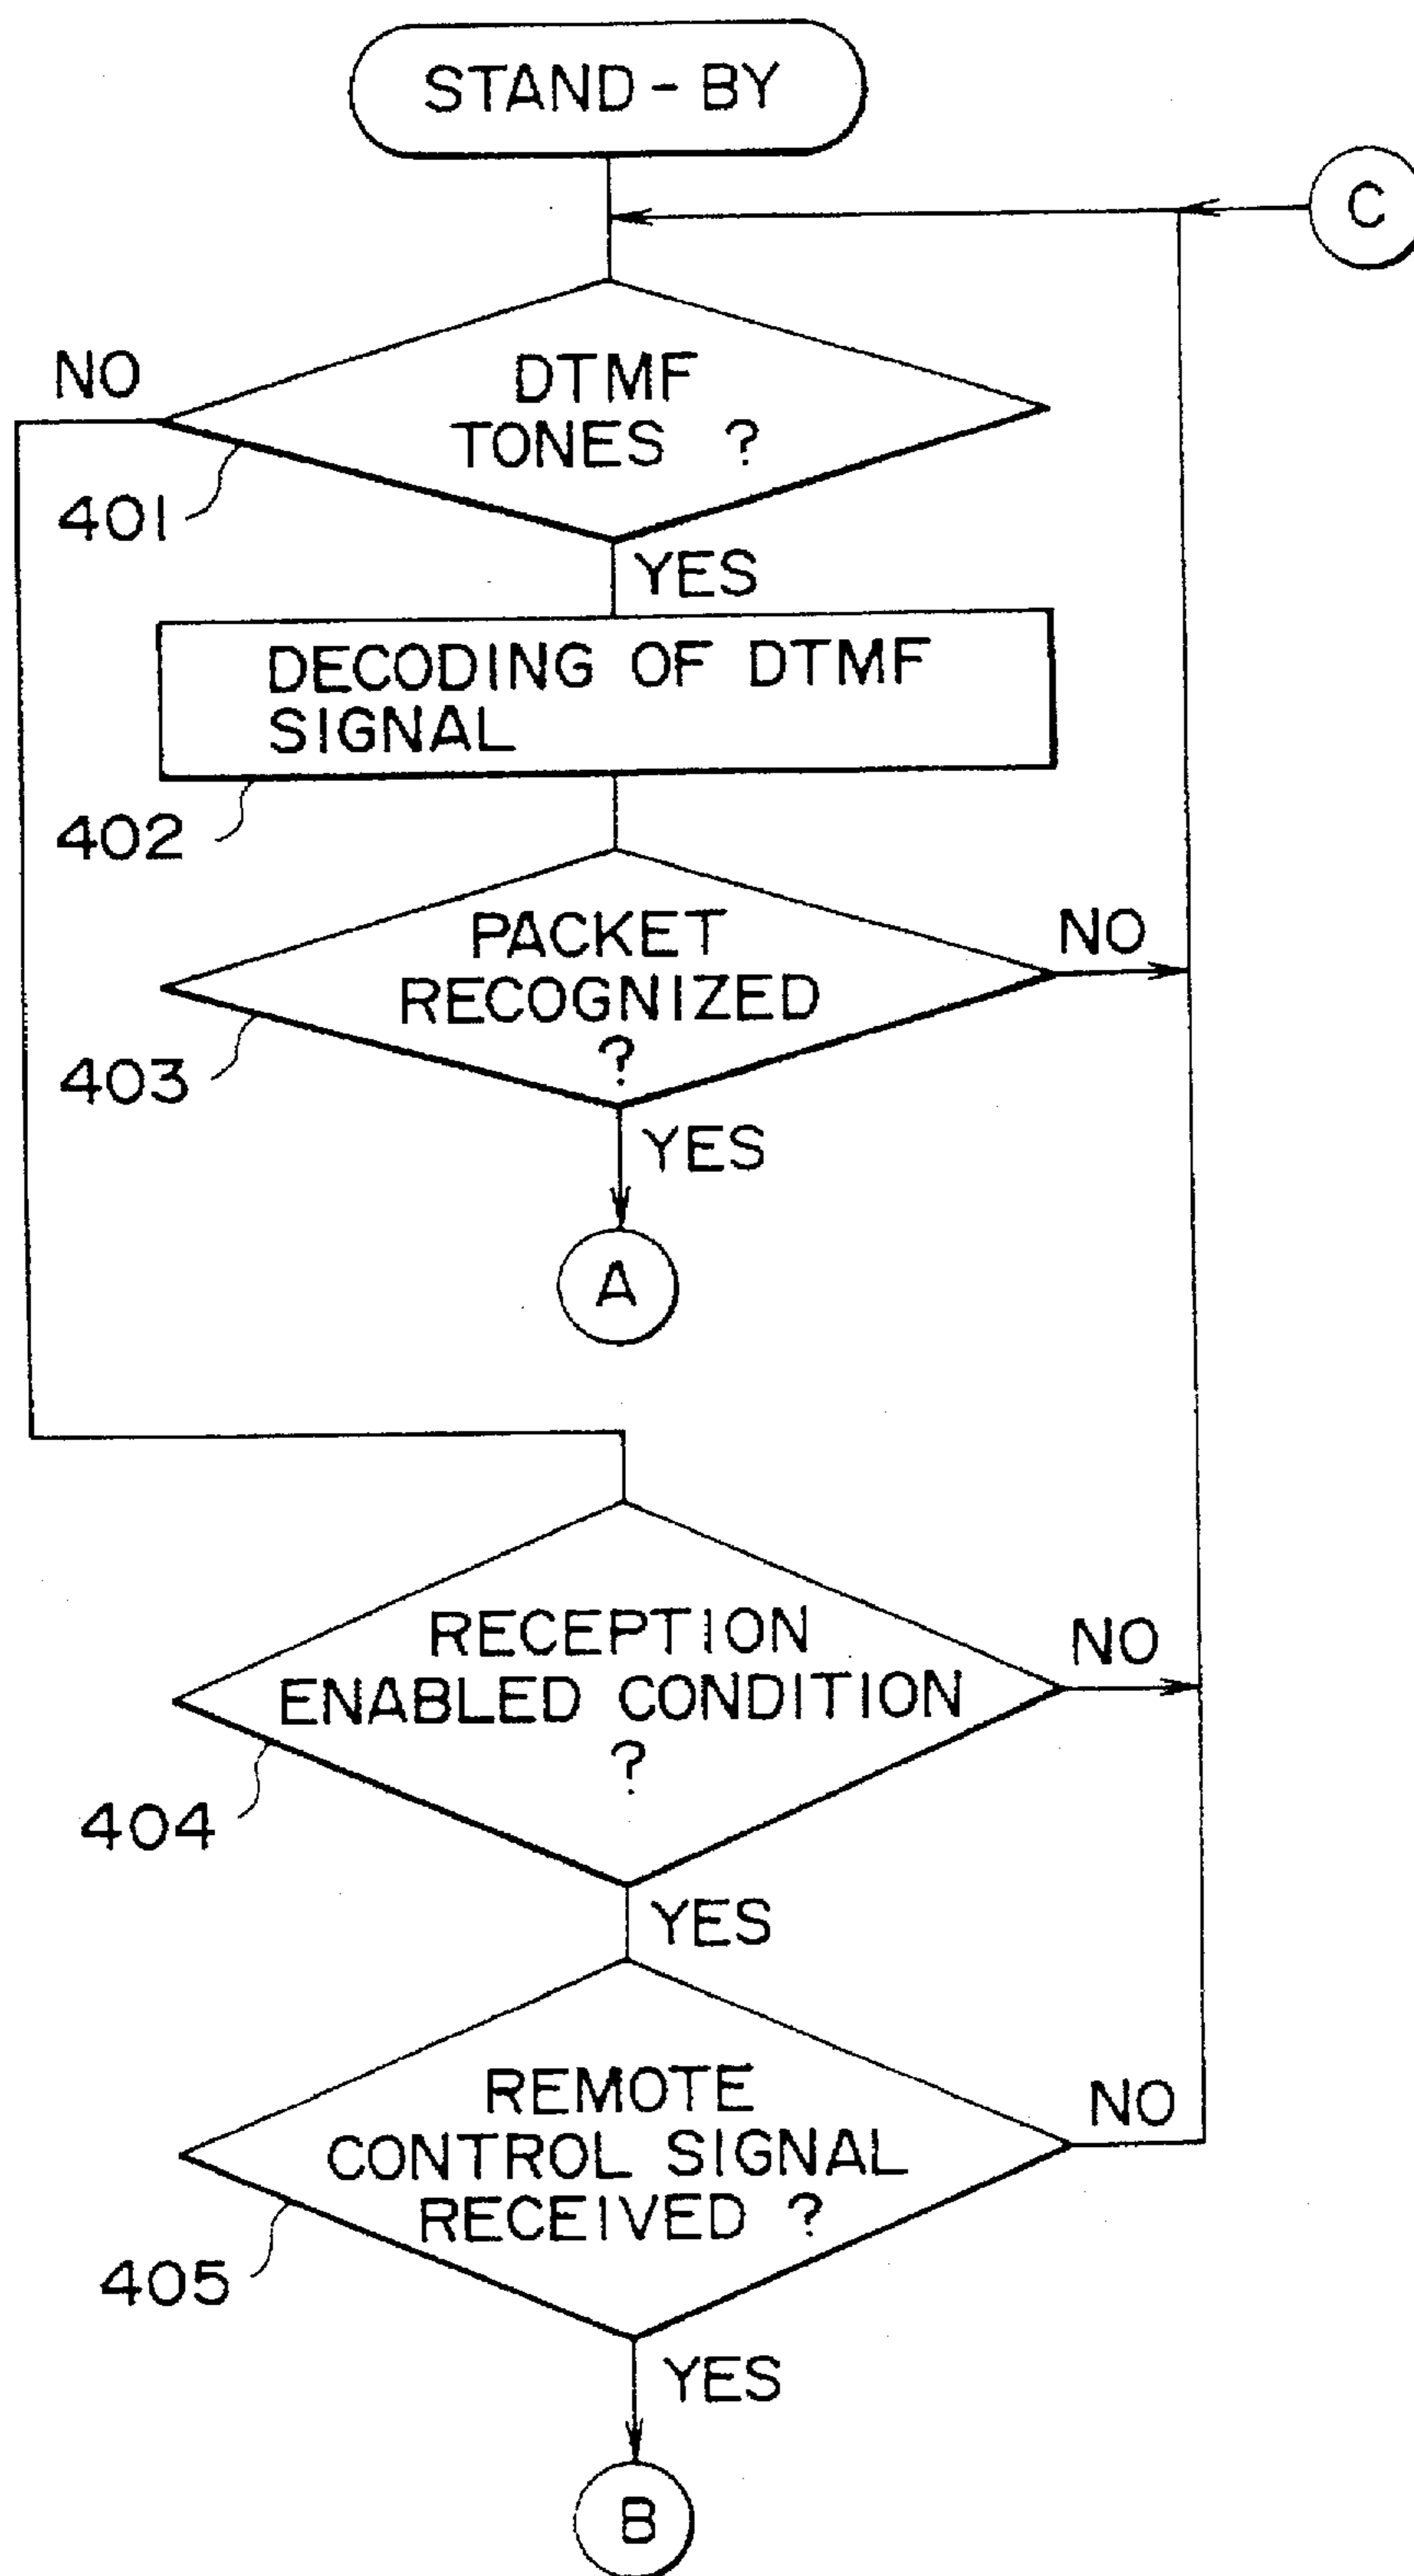 STAND-BY
C
NO
DTMF
TONES ?
401
YES
DECODING OF DTMF
SIGNAL
402
PACKET
RECOGNIZED
?
NO
403
YES
A
RECEPTION
ENABLED CONDITION
?
NO
404
YES
REMOTE
CONTROL SIGNAL
RECEIVED ?
NO
405
YES
B